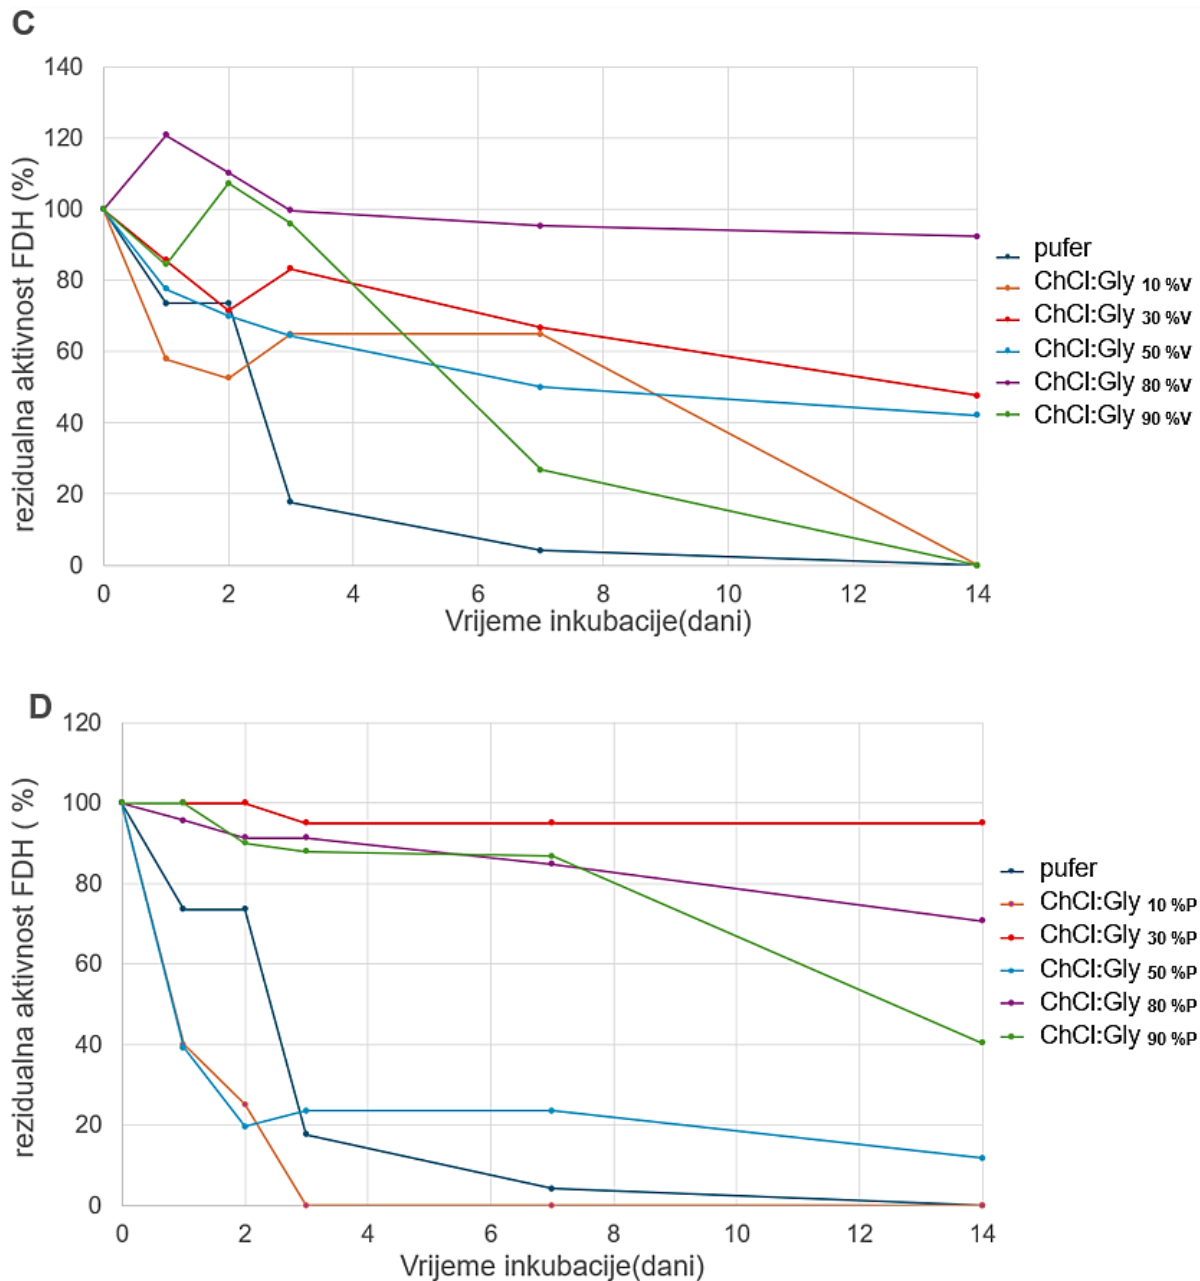 C
140
120
100
80
60
40
20
0
rezidualna aktivnost FDH (%)
0 2 4 6 8 10 12 14
Vrijeme inkubacije(dani)
pufer
ChCl:Gly 10 %V
ChCl:Gly 30 %V
ChCl:Gly 50 %V
ChCl:Gly 80 %V
ChCl:Gly 90 %V
D
120
100
80
60
40
20
0
rezidualna aktivnost FDH ( %)
0 2 4 6 8 10 12 14
Vrijeme inkubacije(dani)
pufer
ChCl:Gly 10 %P
ChCl:Gly 30 %P
ChCl:Gly 50 %P
ChCl:Gly 80 %P
ChCl:Gly 90 %P